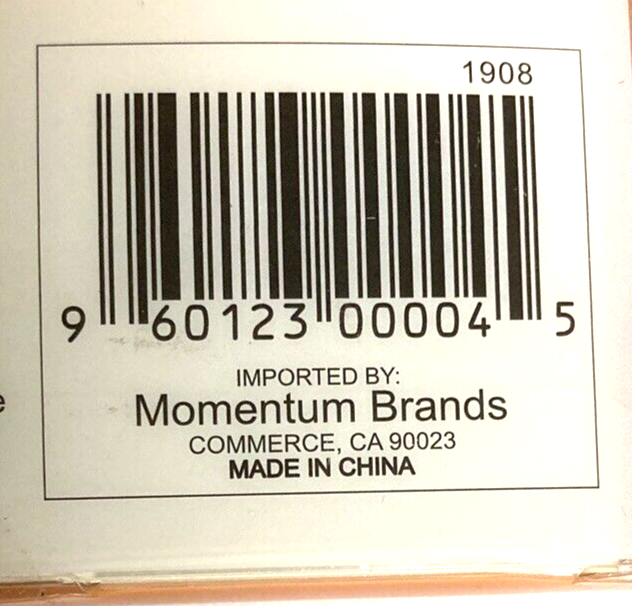 1908
9 60123 00004 5
IMPORTED BY:
Momentum Brands
COMMERCE, CA 90023
MADE IN CHINA